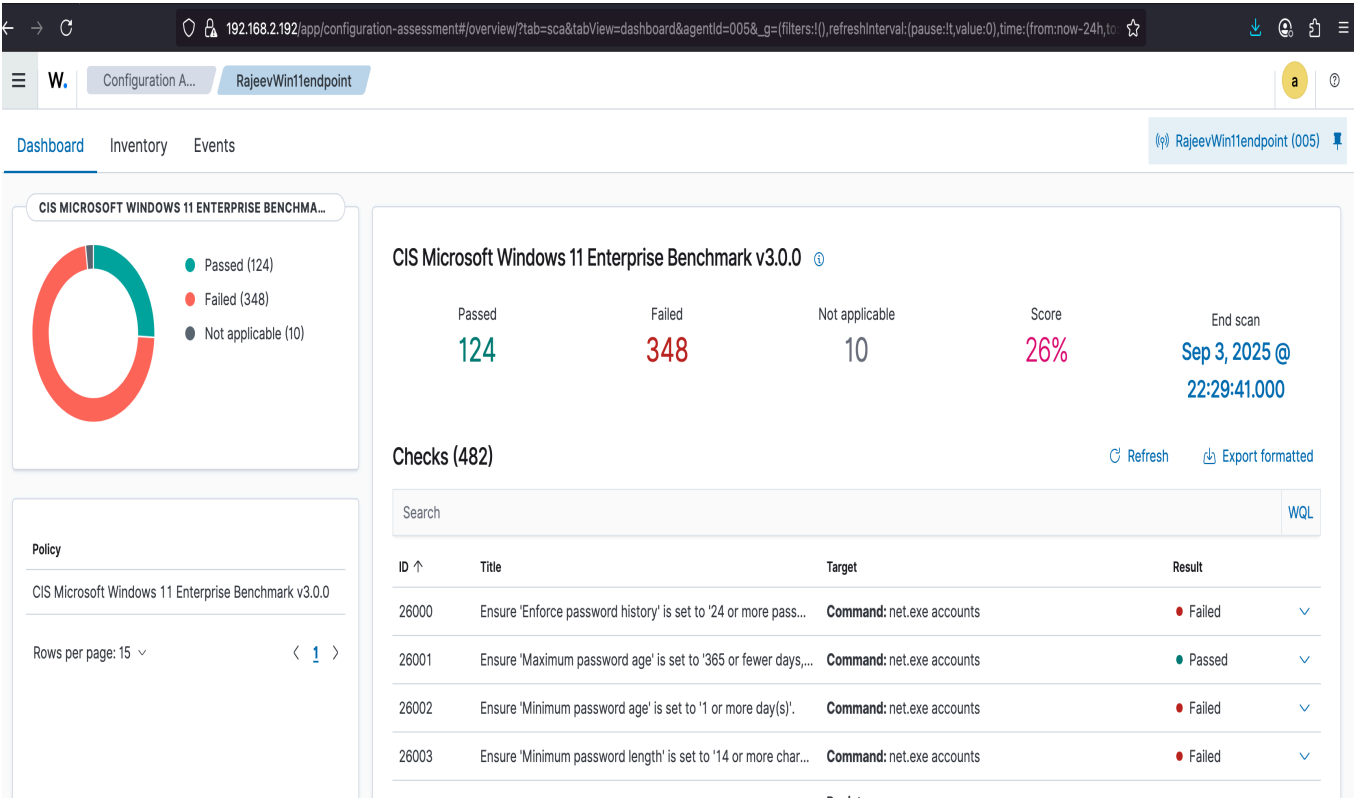 192.168.2.192/app/configuration-assessment#/overview/?tab=sca&tabView=dashboard&agentId=005&_g=(filters:!(),refreshInterval:(pause:!t,value:0),time:(from:now-24h,to:
W. Configuration A... RajeevWin11endpoint a
Dashboard Inventory Events RajeevWin11endpoint (005)
CIS MICROSOFT WINDOWS 11 ENTERPRISE BENCHMA...
Passed (124)
Failed (348)
Not applicable (10)
CIS Microsoft Windows 11 Enterprise Benchmark v3.0.0
Passed Failed Not applicable Score End scan
124 348 10 26% Sep 3, 2025 @
22:29:41.000
Checks (482) Refresh Export formatted
Search WQL
Policy
CIS Microsoft Windows 11 Enterprise Benchmark v3.0.0
Rows per page: 15 1
ID Title Target Result
26000 Ensure 'Enforce password history' is set to '24 or more pass... Command: net.exe accounts Failed
26001 Ensure 'Maximum password age' is set to '365 or fewer days,... Command: net.exe accounts Passed
26002 Ensure 'Minimum password age' is set to '1 or more day(s)'. Command: net.exe accounts Failed
26003 Ensure 'Minimum password length' is set to '14 or more char... Command: net.exe accounts Failed